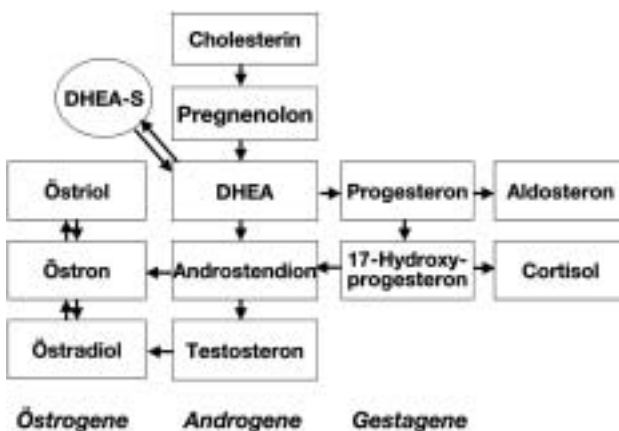 Cholesterin
DHEA-S
Pregnenolon
Östriol
DHEA
Progesteron
Aldosteron
Östron
Androstendion
17-Hydroxy-
progesteron
Cortisol
Östradiol
Testosteron
Östrogene
Androgene
Gestagene